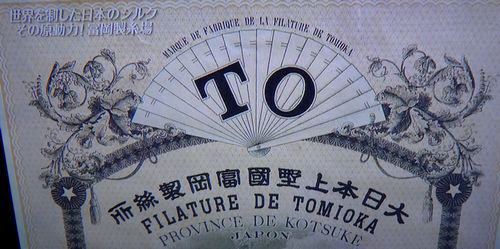 世界を制した日本のシルク
その原動力！富岡製糸場
MARQUE DE FABRIQUE DE LA FILATURE DE TOMIOKA
TO
大日本上墅國富岡製絲所
FILATURE DE TOMIOKA
PROVINCE DE KOTSUKE
JAPON